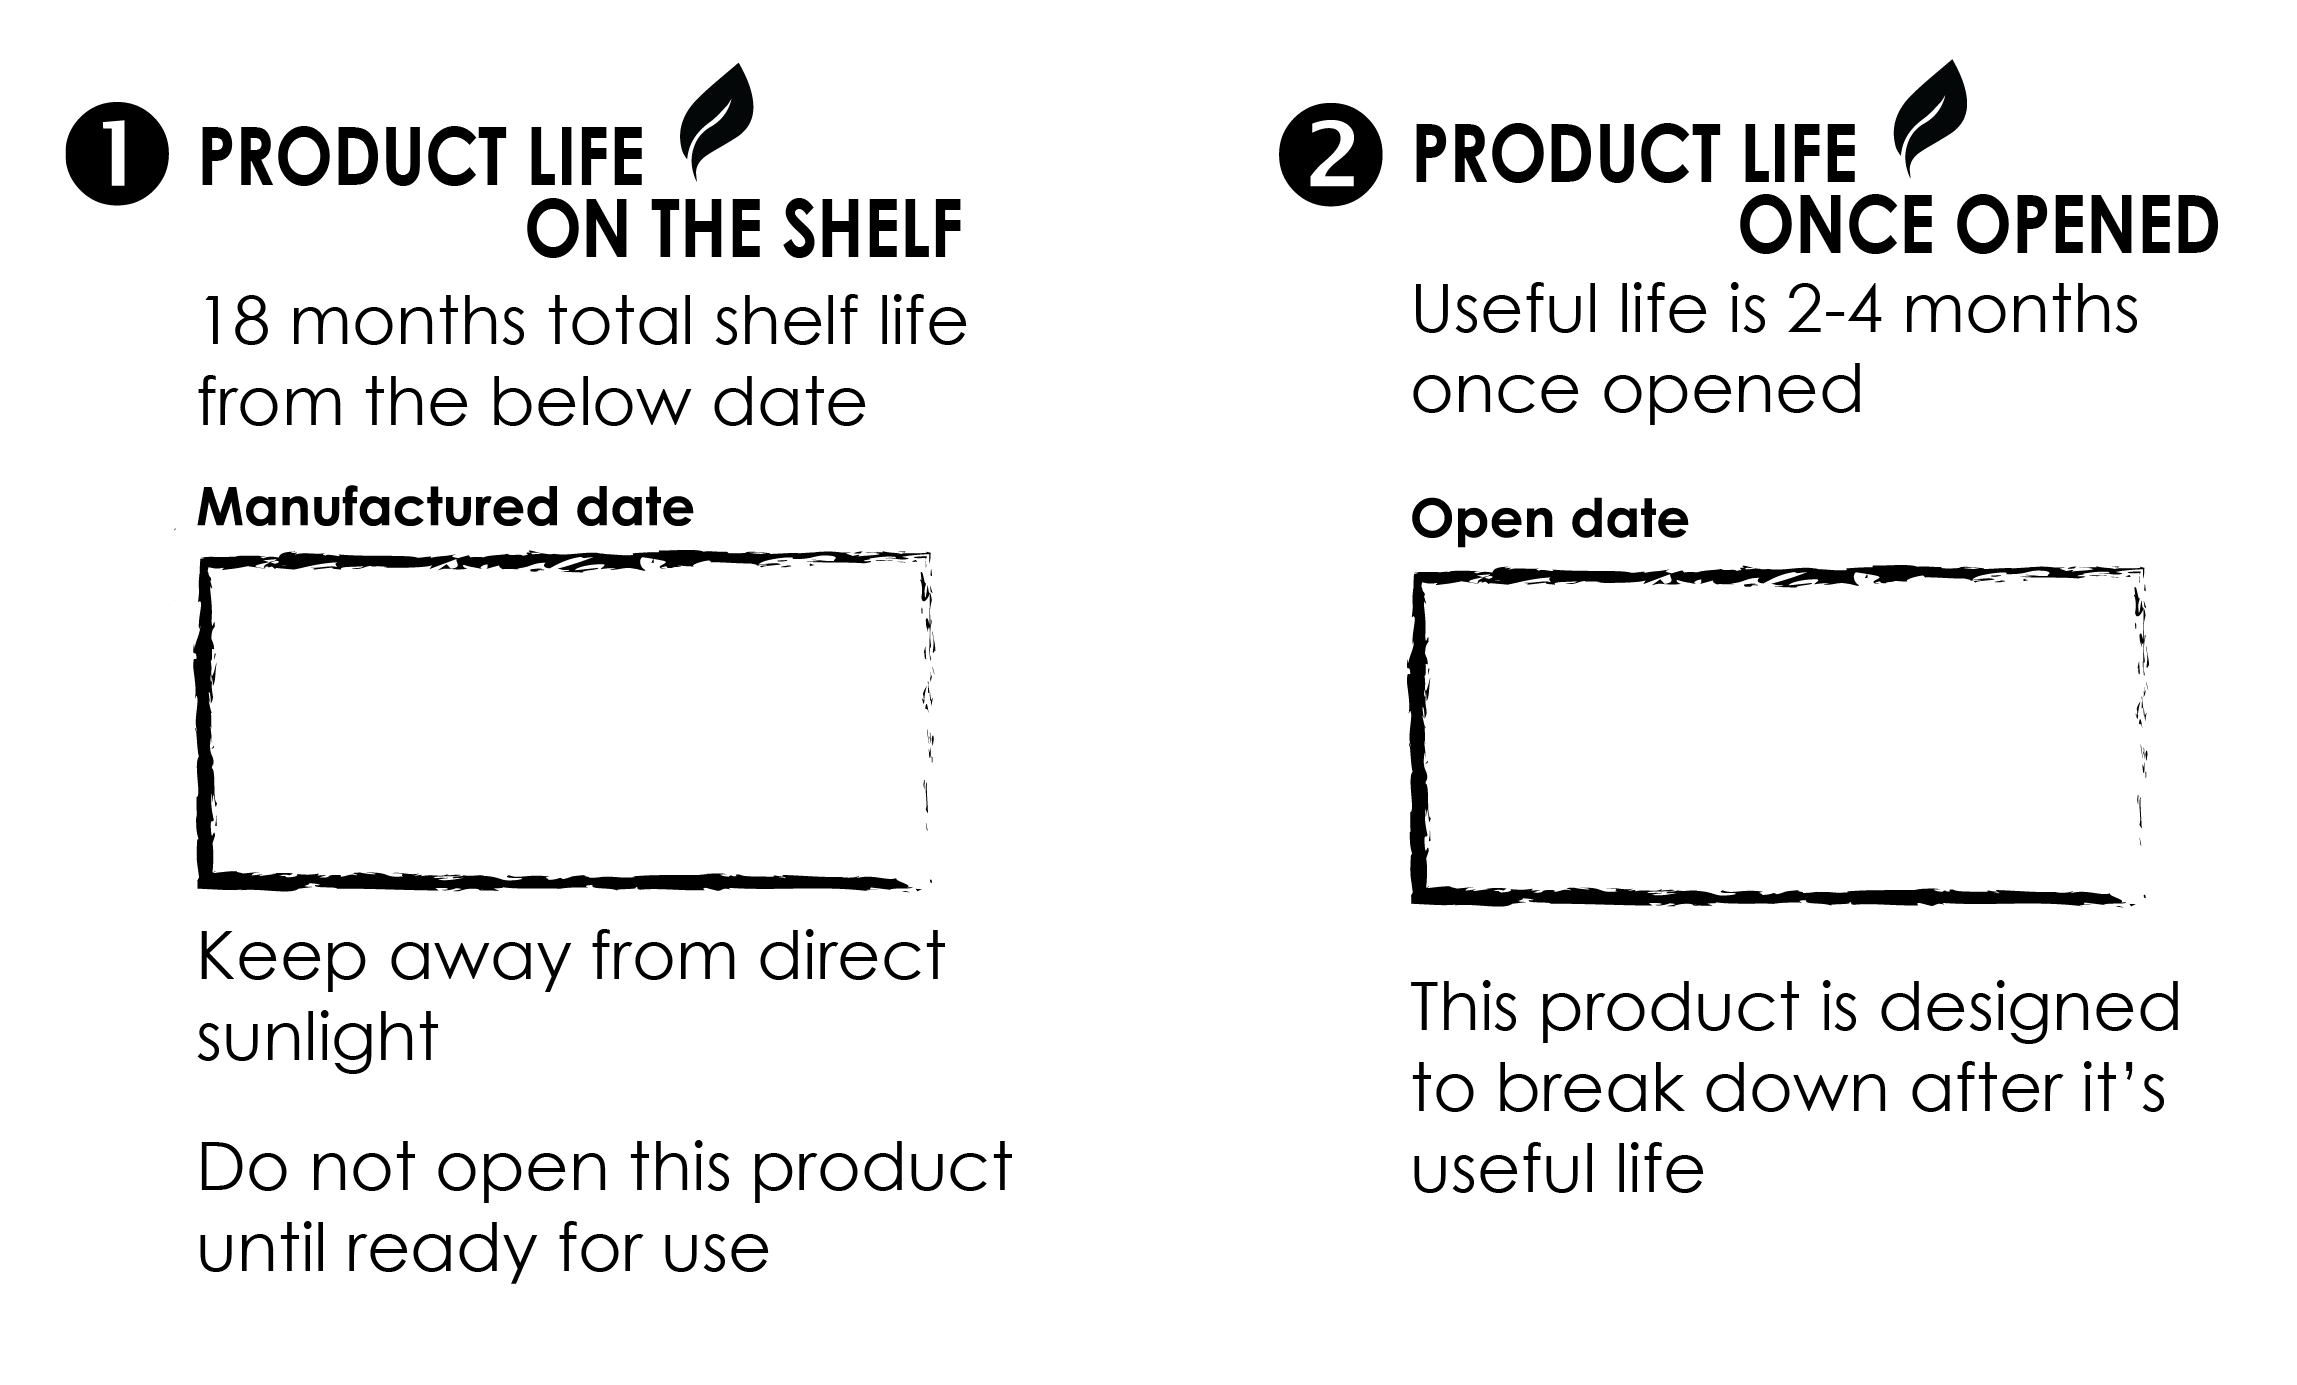 1 PRODUCT LIFE
ON THE SHELF
18 months total shelf life
from the below date
Manufactured date
Keep away from direct
sunlight
Do not open this product
until ready for use
2 PRODUCT LIFE
ONCE OPENED
Useful life is 2-4 months
once opened
Open date
This product is designed
to break down after it’s
useful life